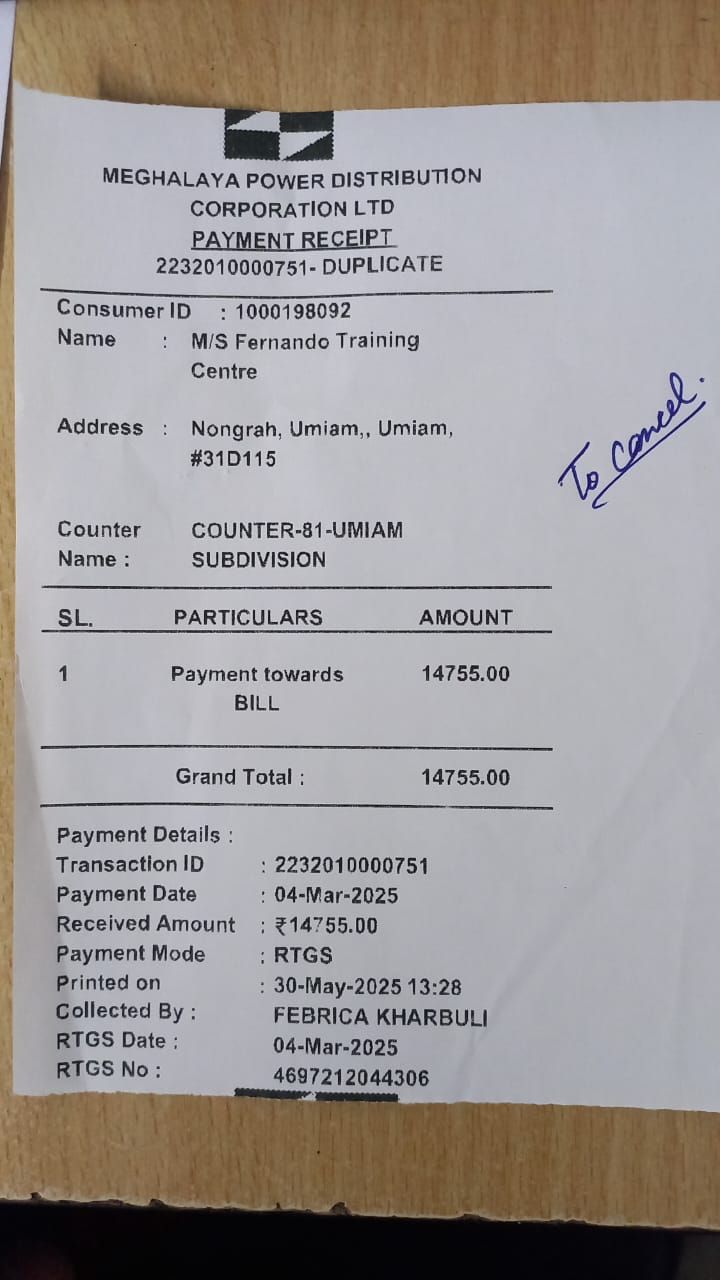 MEGHALAYA POWER DISTRIBUTION
CORPORATION LTD
PAYMENT RECEIPT
2232010000751- DUPLICATE
Consumer ID : 1000198092
Name : M/S Fernando Training
Centre
Address : Nongrah, Umiam,, Umiam,
#31D115
To Cancel.
Counter COUNTER-81-UMIAM
Name : SUBDIVISION
SL. PARTICULARS AMOUNT
1 Payment towards 14755.00
BILL
Grand Total : 14755.00
Payment Details :
Transaction ID : 2232010000751
Payment Date : 04-Mar-2025
Received Amount : ₹14755.00
Payment Mode : RTGS
Printed on : 30-May-2025 13:28
Collected By : FEBRICA KHARBULI
RTGS Date : 04-Mar-2025
RTGS No : 4697212044306